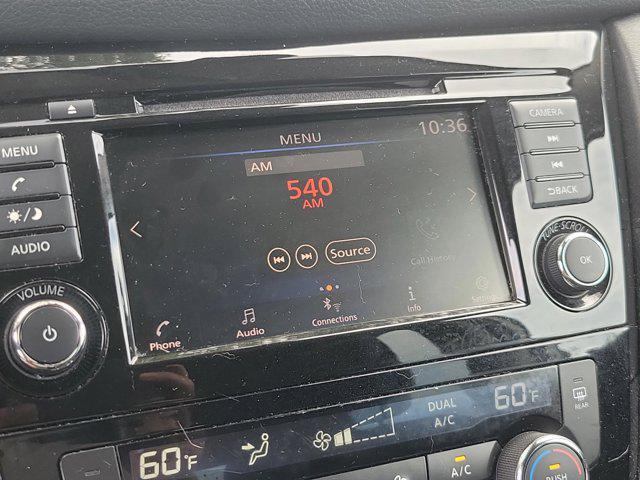 MENU
10:36
CAMERA
AM
540
AM
MENU
BACK
AUDIO
Source
TUNE·SCROLL
OK
Call History
VOLUME
Phone
Audio
Connections
Info
Settings
60°F
DUAL
A/C
60°F
REAR
A/C
PUSH